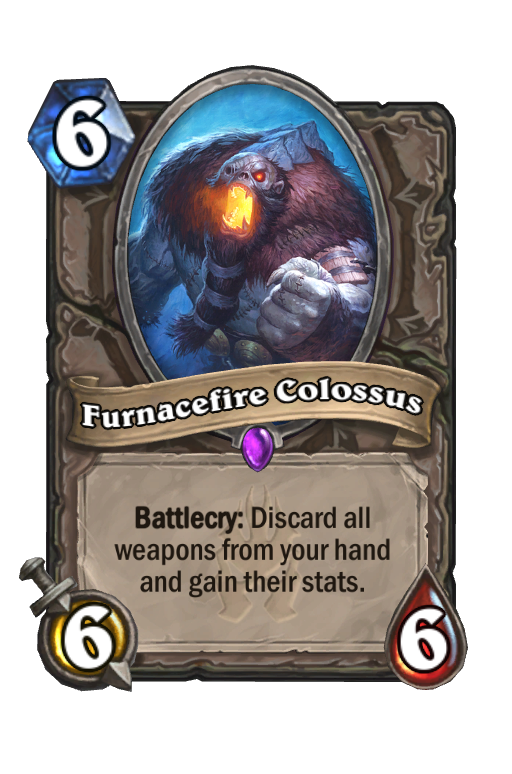 6
Furnacefire Colossus
Battlecry: Discard all
weapons from your hand
and gain their stats.
6
6